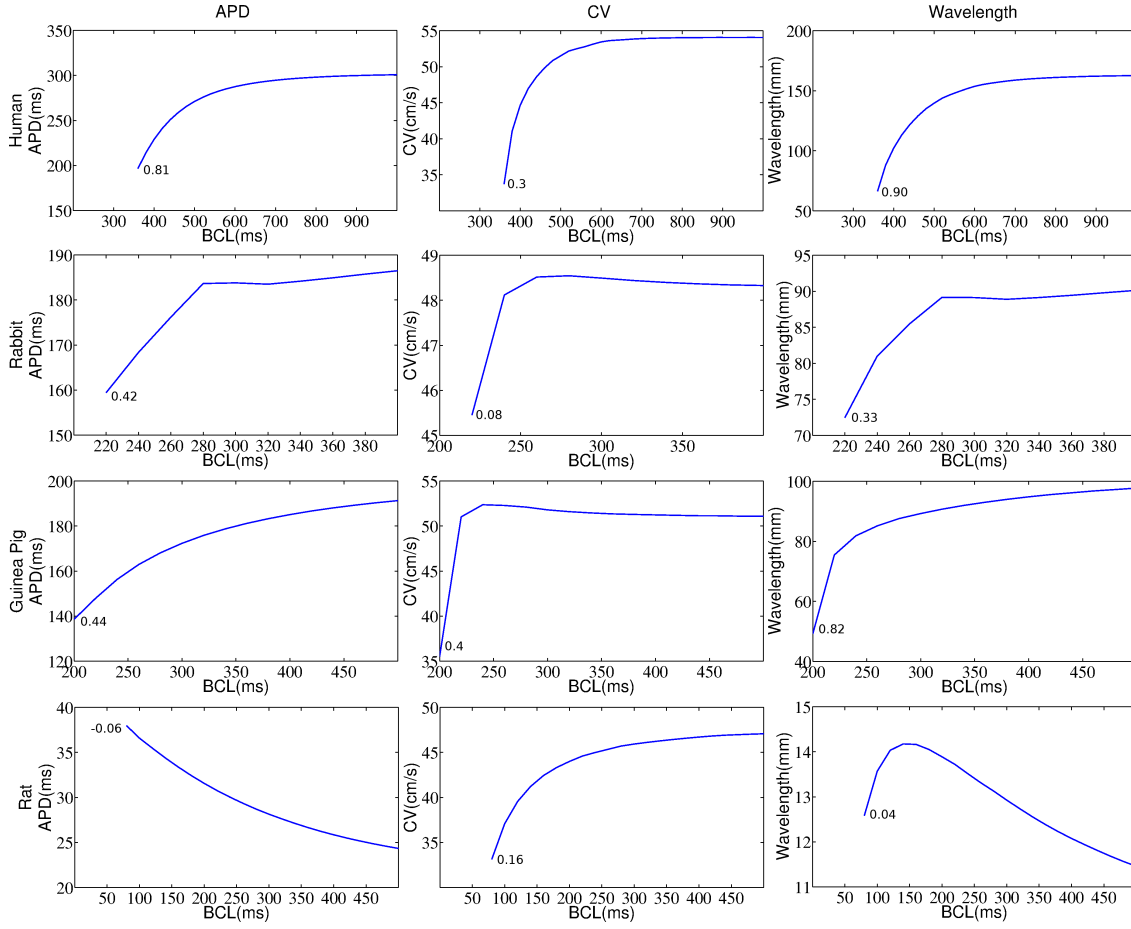 APD CV Wavelength
350
300
250
200
150
Human
APD(ms)
0.81
300 400 500 600 700 800 900
BCL(ms)
55
50
45
40
35
CV(cm/s)
0.3
300 400 500 600 700 800 900
BCL(ms)
200
150
100
50
Wavelength(mm)
0.90
300 400 500 600 700 800 900
BCL(ms)
190
180
170
160
150
Rabbit
APD(ms)
0.42
220 240 260 280 300 320 340 360 380
BCL(ms)
49
48
47
46
45
CV(cm/s)
0.08
200 250 300 350
BCL(ms)
95
90
85
80
75
70
Wavelength(mm)
0.33
220 240 260 280 300 320 340 360 380
BCL(ms)
200
180
160
140
120
Guinea Pig
APD(ms)
0.44
200 250 300 350 400 450
BCL(ms)
55
50
45
40
35
CV(cm/s)
0.4
200 250 300 350 400 450
BCL(ms)
100
80
60
40
Wavelength(mm)
0.82
200 250 300 350 400 450
BCL(ms)
40
35
30
25
20
Rat
APD(ms)
-0.06
50 100 150 200 250 300 350 400 450
BCL(ms)
50
45
40
35
CV(cm/s)
0.16
50 100 150 200 250 300 350 400 450
BCL(ms)
15
14
13
12
11
Wavelength(mm)
0.04
50 100 150 200 250 300 350 400 450
BCL(ms)